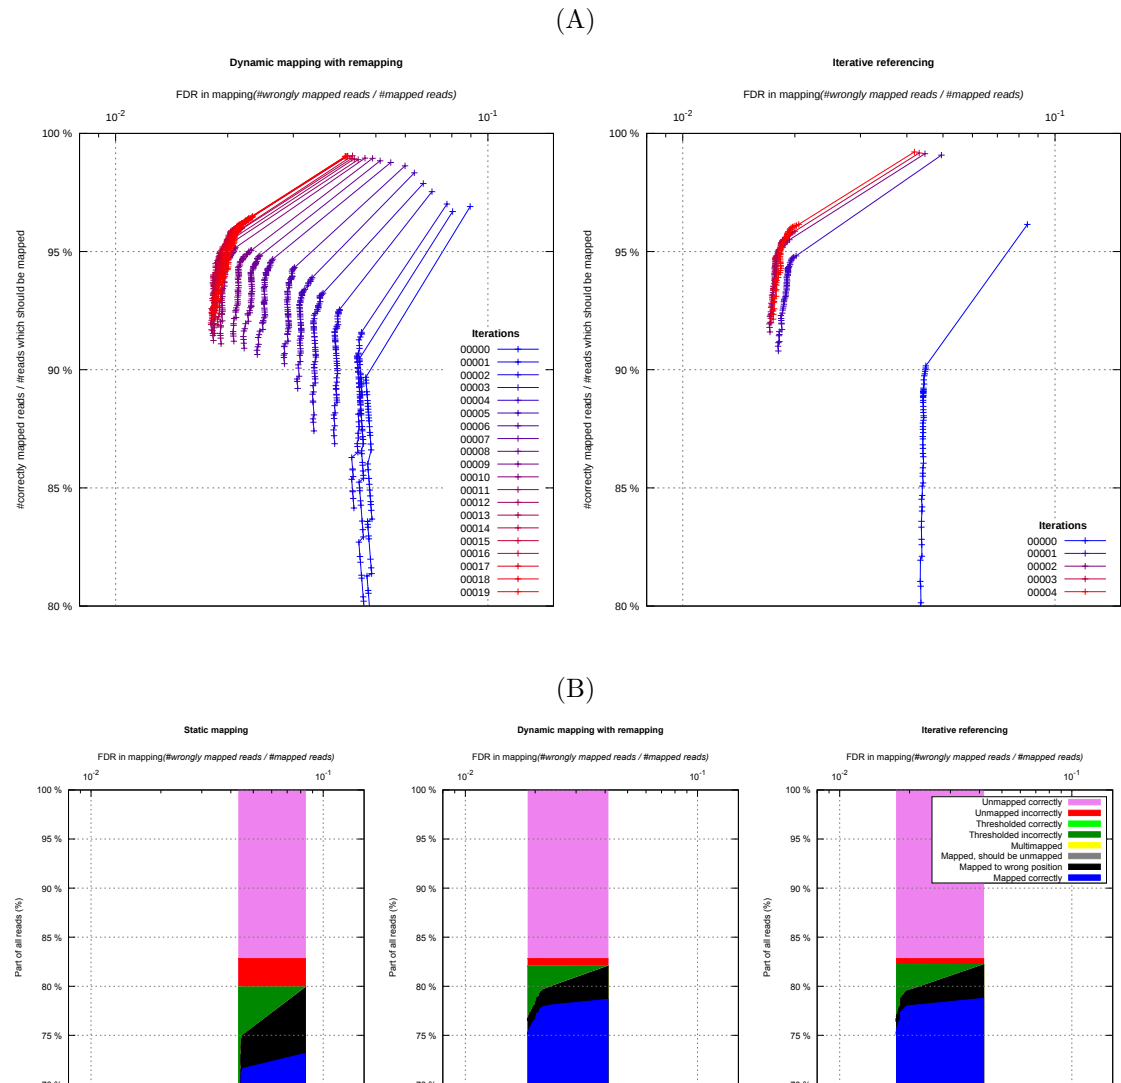 (A)
Dynamic mapping with remapping
FDR in mapping(#wrongly mapped reads / #mapped reads)
10-2
10-1
100 %
95 %
90 %
85 %
80 %
#correctly mapped reads / #reads which should be mapped
Iterations
00000
00001
00002
00003
00004
00005
00006
00007
00008
00009
00010
00011
00012
00013
00014
00015
00016
00017
00018
00019
Iterative referencing
FDR in mapping(#wrongly mapped reads / #mapped reads)
10-2
10-1
100 %
95 %
90 %
85 %
80 %
#correctly mapped reads / #reads which should be mapped
Iterations
00000
00001
00002
00003
00004
(B)
Static mapping
FDR in mapping(#wrongly mapped reads / #mapped reads)
10-2
10-1
100 %
95 %
90 %
85 %
80 %
75 %
Part of all reads (%)
Dynamic mapping with remapping
FDR in mapping(#wrongly mapped reads / #mapped reads)
10-2
10-1
100 %
95 %
90 %
85 %
80 %
75 %
Part of all reads (%)
Iterative referencing
FDR in mapping(#wrongly mapped reads / #mapped reads)
10-2
10-1
100 %
95 %
90 %
85 %
80 %
75 %
Part of all reads (%)
Unmapped correctly
Unmapped incorrectly
Thresholded correctly
Thresholded incorrectly
Multimapped
Mapped, should be unmapped
Mapped to wrong position
Mapped correctly